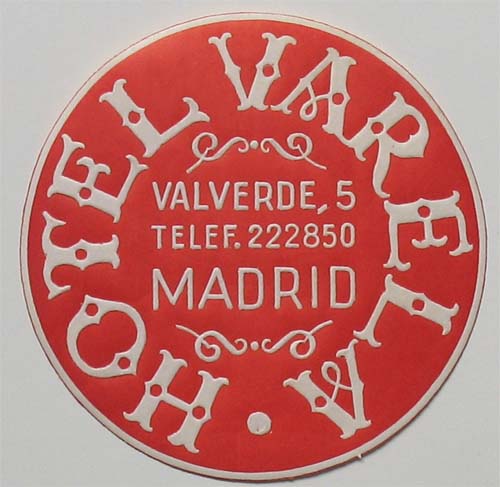 HOTEL VARELA
VALVERDE, 5
TELEF. 222850
MADRID